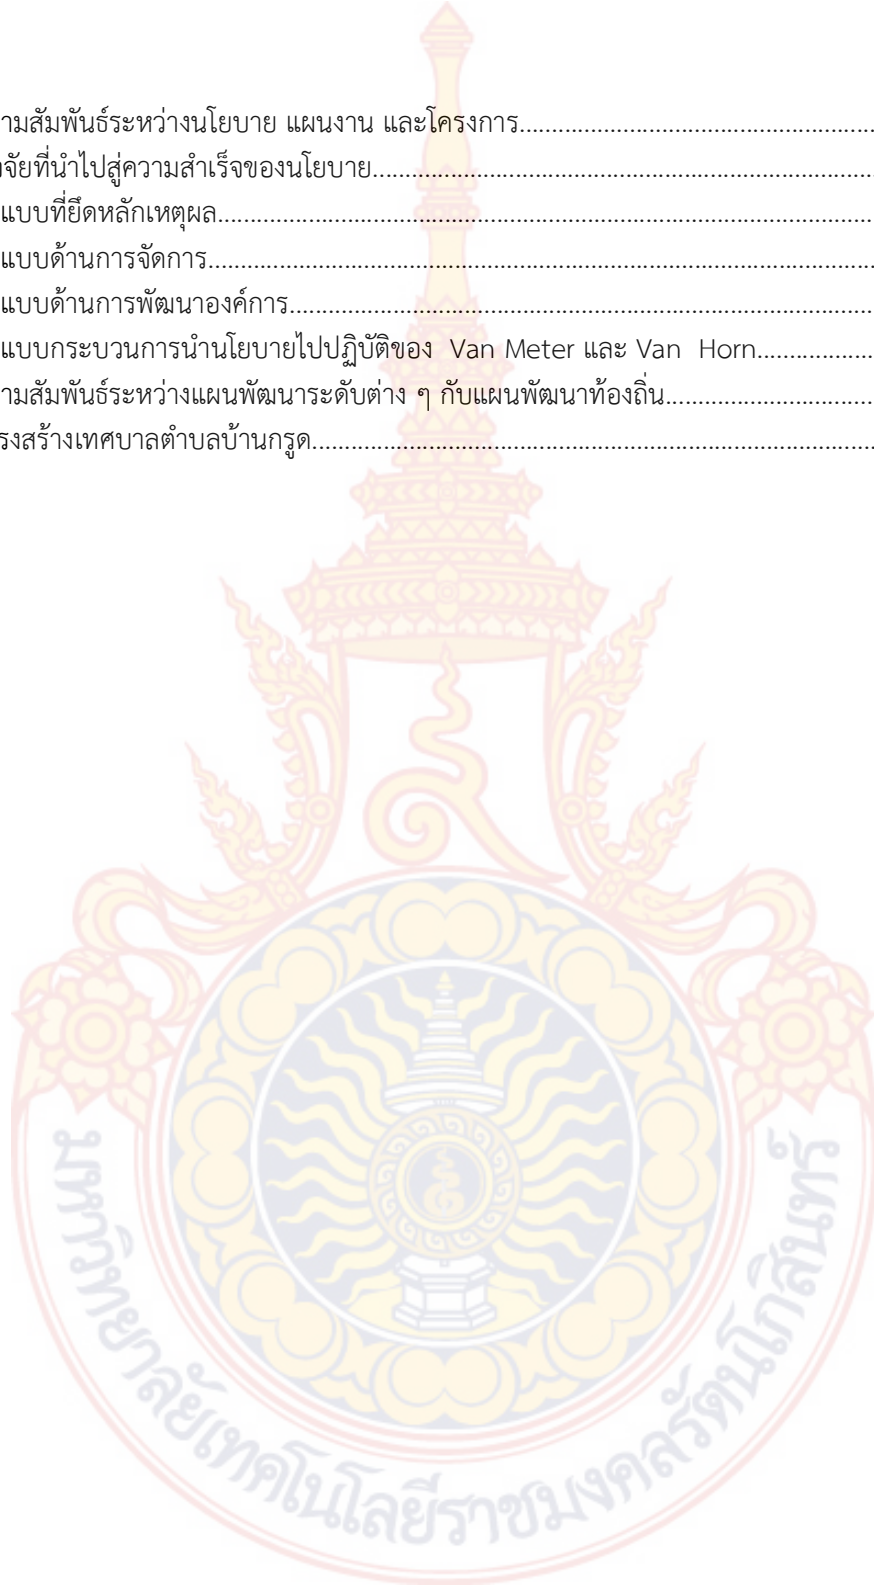 ามสัมพันธ์ระหว่างนโยบาย แผนงาน และโครงการ................................................................
จจัยที่นำไปสู่ความสำเร็จของนโยบาย................................................................
แบบที่ยึดหลักเหตุผล................................................................
แบบด้านการจัดการ................................................................
แบบด้านการพัฒนาองค์การ................................................................
แบบกระบวนการนำนโยบายไปปฏิบัติของ Van Meter และ Van Horn...................
ามสัมพันธ์ระหว่างแผนพัฒนาระดับต่าง ๆ กับแผนพัฒนาท้องถิ่น................................
รงสร้างเทศบาลตำบลบ้านกรูด................................................................
มหาวิทยาลัยเทคโนโลยีราชมงคลรัตนโกสินทร์